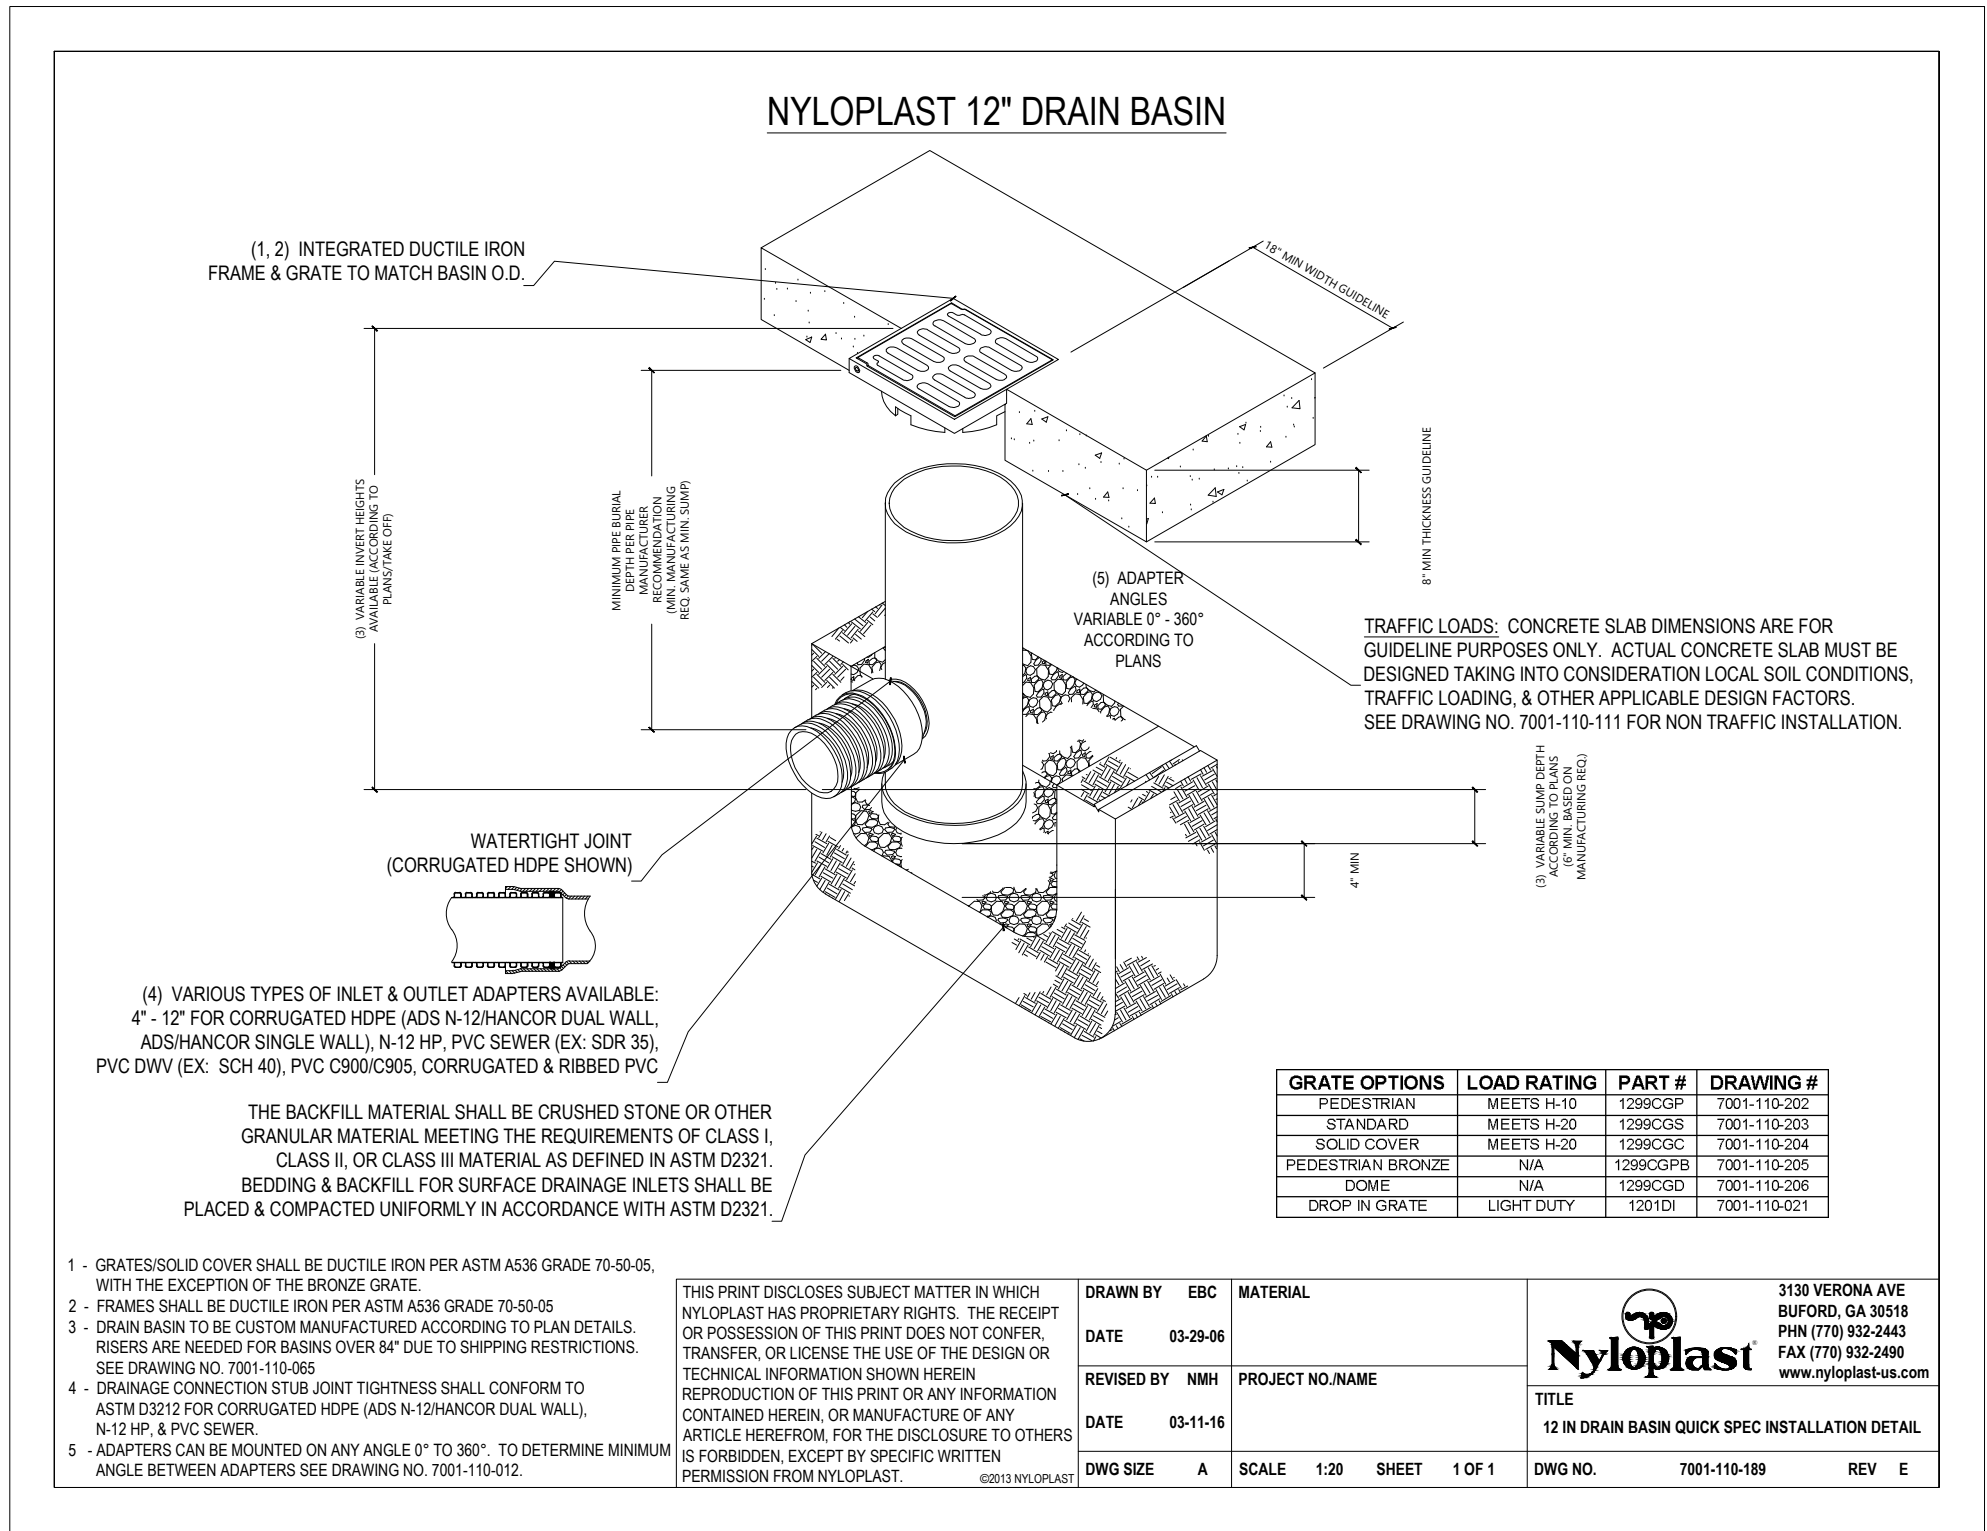 NYLOPLAST 12" DRAIN BASIN
(1, 2) INTEGRATED DUCTILE IRON
FRAME & GRATE TO MATCH BASIN O.D.
18" MIN WIDTH GUIDELINE
(3) VARIABLE INVERT HEIGHTS
AVAILABLE (ACCORDING TO
PLANS/TAKE OFF)
MINIMUM PIPE BURIAL
DEPTH PER PIPE
MANUFACTURER
RECOMMENDATION
(MIN. MANUFACTURING
REQ. SAME AS MIN. SUMP)
8" MIN THICKNESS GUIDELINE
(5) ADAPTER
ANGLES
VARIABLE 0° - 360°
ACCORDING TO
PLANS
TRAFFIC LOADS: CONCRETE SLAB DIMENSIONS ARE FOR
GUIDELINE PURPOSES ONLY. ACTUAL CONCRETE SLAB MUST BE
DESIGNED TAKING INTO CONSIDERATION LOCAL SOIL CONDITIONS,
TRAFFIC LOADING, & OTHER APPLICABLE DESIGN FACTORS.
SEE DRAWING NO. 7001-110-111 FOR NON TRAFFIC INSTALLATION.
(3) VARIABLE SUMP DEPTH
ACCORDING TO PLANS
(6" MIN. BASED ON
MANUFACTURING REQ.)
4" MIN
WATERTIGHT JOINT
(CORRUGATED HDPE SHOWN)
(4) VARIOUS TYPES OF INLET & OUTLET ADAPTERS AVAILABLE:
4" - 12" FOR CORRUGATED HDPE (ADS N-12/HANCOR DUAL WALL,
ADS/HANCOR SINGLE WALL), N-12 HP, PVC SEWER (EX: SDR 35),
PVC DWV (EX: SCH 40), PVC C900/C905, CORRUGATED & RIBBED PVC
THE BACKFILL MATERIAL SHALL BE CRUSHED STONE OR OTHER
GRANULAR MATERIAL MEETING THE REQUIREMENTS OF CLASS I,
CLASS II, OR CLASS III MATERIAL AS DEFINED IN ASTM D2321.
BEDDING & BACKFILL FOR SURFACE DRAINAGE INLETS SHALL BE
PLACED & COMPACTED UNIFORMLY IN ACCORDANCE WITH ASTM D2321.
GRATE OPTIONS LOAD RATING PART # DRAWING #
PEDESTRIAN MEETS H-10 1299CGP 7001-110-202
STANDARD MEETS H-20 1299CGS 7001-110-203
SOLID COVER MEETS H-20 1299CGC 7001-110-204
PEDESTRIAN BRONZE N/A 1299CGPB 7001-110-205
DOME N/A 1299CGD 7001-110-206
DROP IN GRATE LIGHT DUTY 1201DI 7001-110-021
1 - GRATES/SOLID COVER SHALL BE DUCTILE IRON PER ASTM A536 GRADE 70-50-05,
WITH THE EXCEPTION OF THE BRONZE GRATE.
2 - FRAMES SHALL BE DUCTILE IRON PER ASTM A536 GRADE 70-50-05
3 - DRAIN BASIN TO BE CUSTOM MANUFACTURED ACCORDING TO PLAN DETAILS.
RISERS ARE NEEDED FOR BASINS OVER 84" DUE TO SHIPPING RESTRICTIONS.
SEE DRAWING NO. 7001-110-065
4 - DRAINAGE CONNECTION STUB JOINT TIGHTNESS SHALL CONFORM TO
ASTM D3212 FOR CORRUGATED HDPE (ADS N-12/HANCOR DUAL WALL),
N-12 HP, & PVC SEWER.
5 - ADAPTERS CAN BE MOUNTED ON ANY ANGLE 0° TO 360°. TO DETERMINE MINIMUM
ANGLE BETWEEN ADAPTERS SEE DRAWING NO. 7001-110-012.
THIS PRINT DISCLOSES SUBJECT MATTER IN WHICH
NYLOPLAST HAS PROPRIETARY RIGHTS. THE RECEIPT
OR POSSESSION OF THIS PRINT DOES NOT CONFER,
TRANSFER, OR LICENSE THE USE OF THE DESIGN OR
TECHNICAL INFORMATION SHOWN HEREIN
REPRODUCTION OF THIS PRINT OR ANY INFORMATION
CONTAINED HEREIN, OR MANUFACTURE OF ANY
ARTICLE HEREFROM, FOR THE DISCLOSURE TO OTHERS
IS FORBIDDEN, EXCEPT BY SPECIFIC WRITTEN
PERMISSION FROM NYLOPLAST.
©2013 NYLOPLAST
DRAWN BY EBC
DATE 03-29-06
REVISED BY NMH
DATE 03-11-16
DWG SIZE A
MATERIAL
PROJECT NO./NAME
SCALE 1:20 SHEET 1 OF 1
Nyloplast®
3130 VERONA AVE
BUFORD, GA 30518
PHN (770) 932-2443
FAX (770) 932-2490
www.nyloplast-us.com
TITLE
12 IN DRAIN BASIN QUICK SPEC INSTALLATION DETAIL
DWG NO. 7001-110-189 REV E